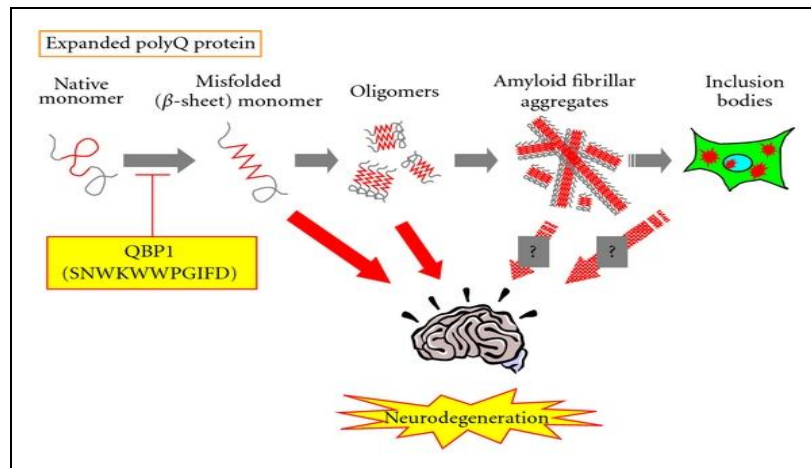 Expanded polyQ protein
Native
monomer
Misfolded
(β-sheet) monomer
Oligomers
Amyloid fibrillar
aggregates
Inclusion
bodies
QBP1
(SNWKWWPGIFD)
?
?
Neurodegeneration